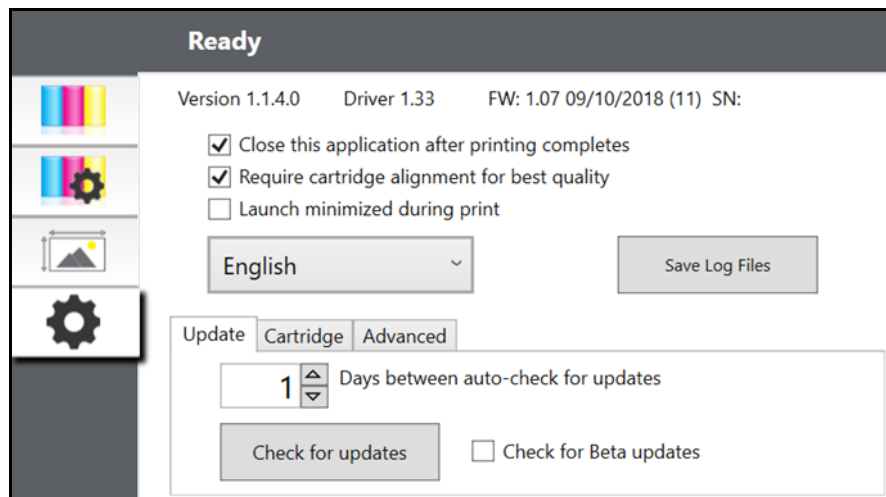 Ready
Version 1.1.4.0 Driver 1.33 FW: 1.07 09/10/2018 (11) SN:
Close this application after printing completes
Require cartridge alignment for best quality
Launch minimized during print
English
Save Log Files
Update Cartridge Advanced
1 Days between auto-check for updates
Check for updates Check for Beta updates